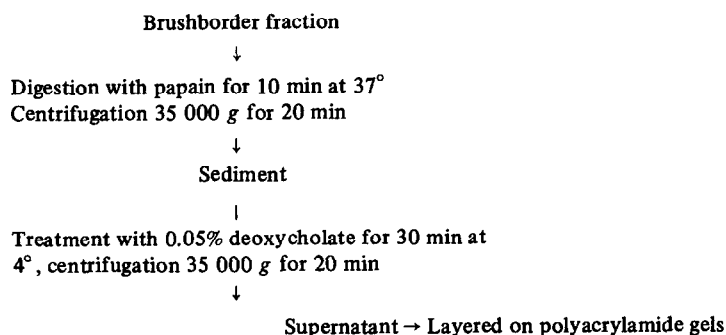 Brushborder fraction
↓
Digestion with papain for 10 min at 37°
Centrifugation 35 000 g for 20 min
↓
Sediment
|
Treatment with 0.05% deoxycholate for 30 min at
4°, centrifugation 35 000 g for 20 min
↓
Supernatant → Layered on polyacrylamide gels